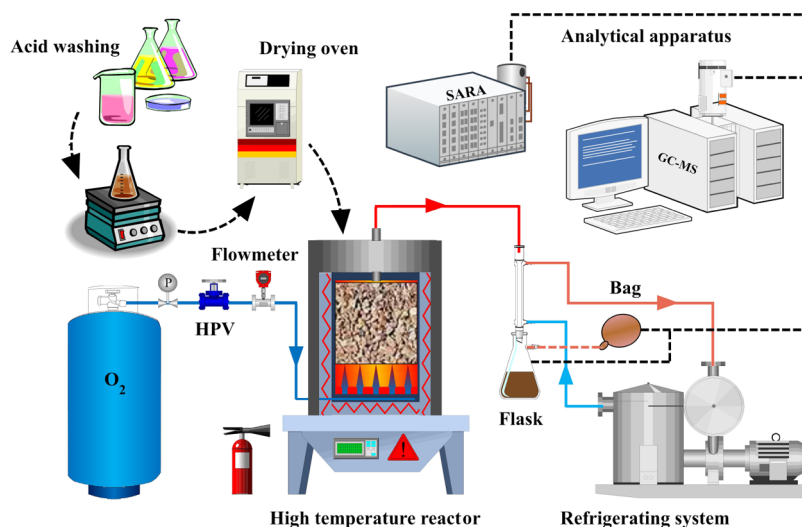 Acid washing
Drying oven
Analytical apparatus
SARA
GC-MS
Flowmeter
P
HPV
Bag
O₂
Flask
High temperature reactor
Refrigerating system